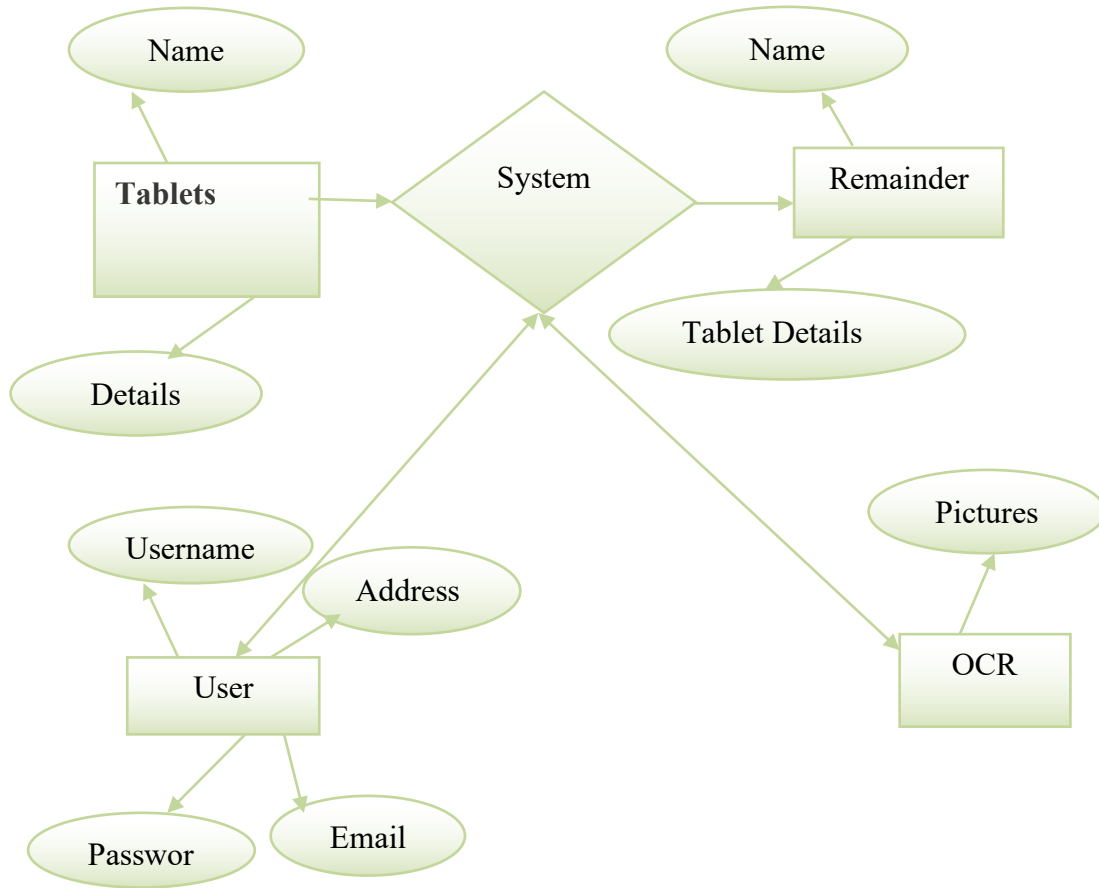 Name
Name
System
Remainder
Tablets
Tablet Details
Details
Pictures
Username
Address
OCR
User
Email
Passwor